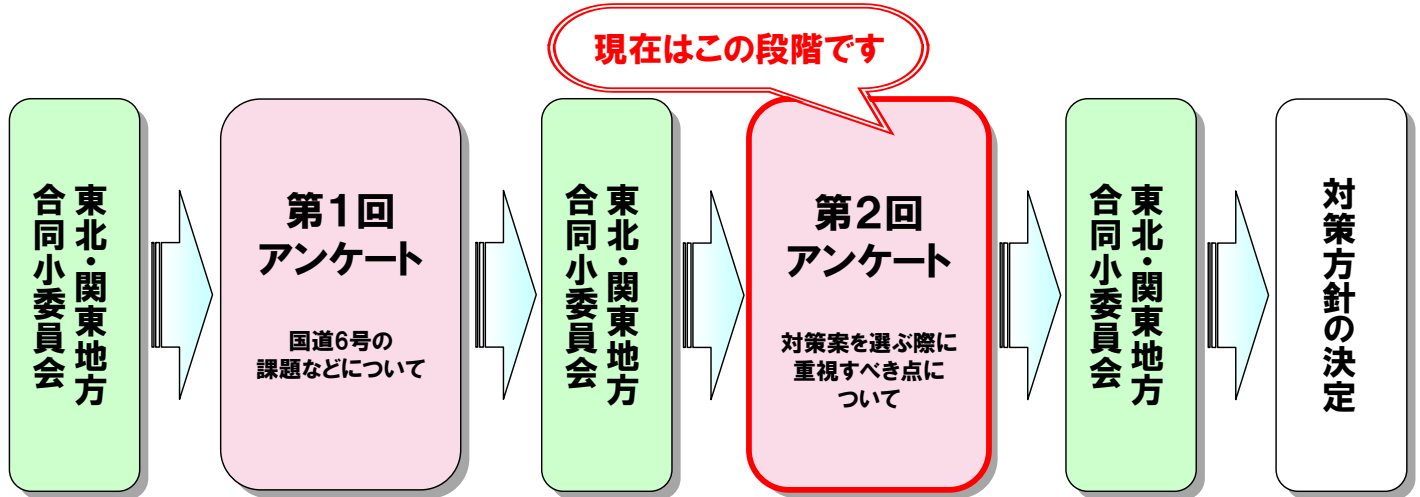 現在はこの段階です
東北・関東地方
合同小委員会
第1回
アンケート
国道6号の
課題などについて
東北・関東地方
合同小委員会
第2回
アンケート
対策案を選ぶ際に
重視すべき点に
ついて
東北・関東地方
合同小委員会
対策方針の決定